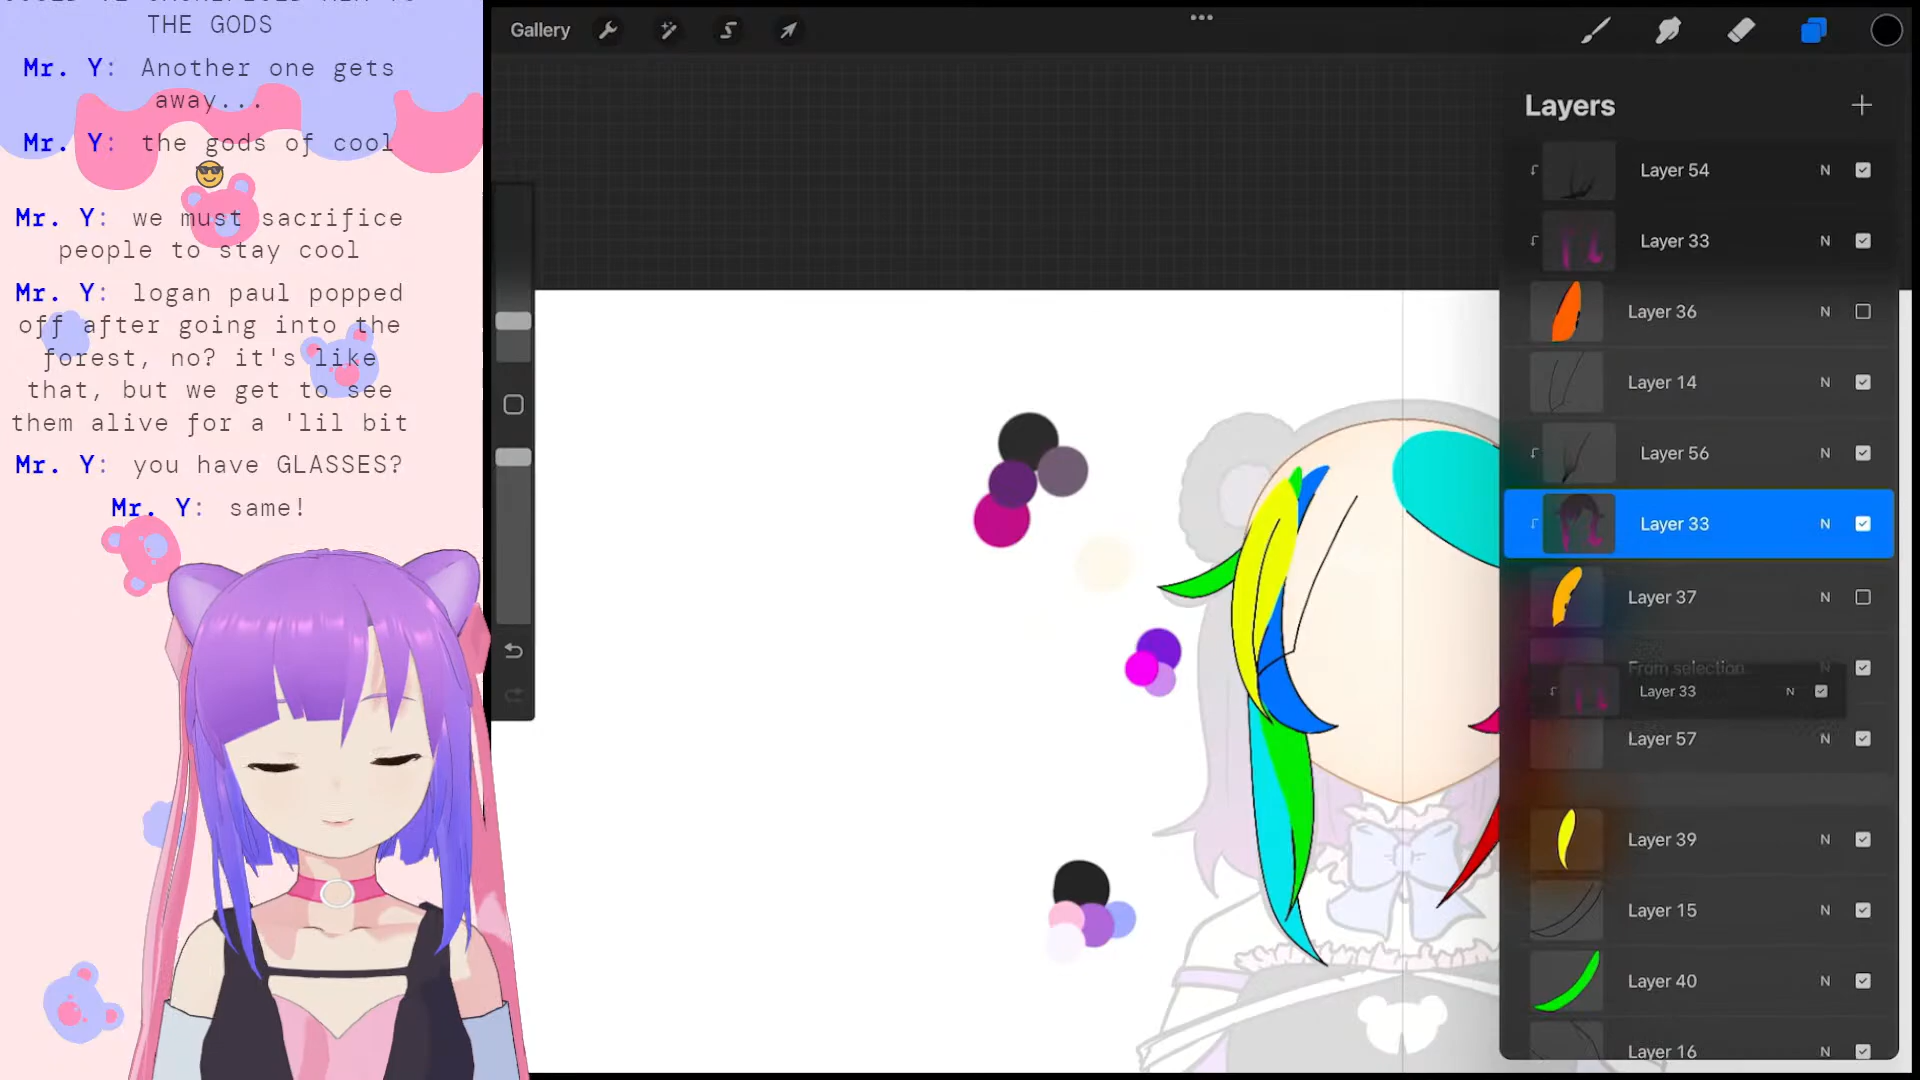 THE GODS
Mr. Y: Another one gets
away...
Mr. Y: the gods of cool
😎
Mr. Y: we must sacrifice
people to stay cool
Mr. Y: logan paul popped
off after going into the
forest, no? it's like
that, but we get to see
them alive for a 'lil bit
Mr. Y: you have GLASSES?
Mr. Y: same!
Gallery
Layers
Layer 54 N
Layer 33 N
Layer 36 N
Layer 14 N
Layer 56 N
Layer 33 N
Layer 37 N
From selection N
Layer 33 N
Layer 57 N
Layer 39 N
Layer 15 N
Layer 40 N
Layer 16 N